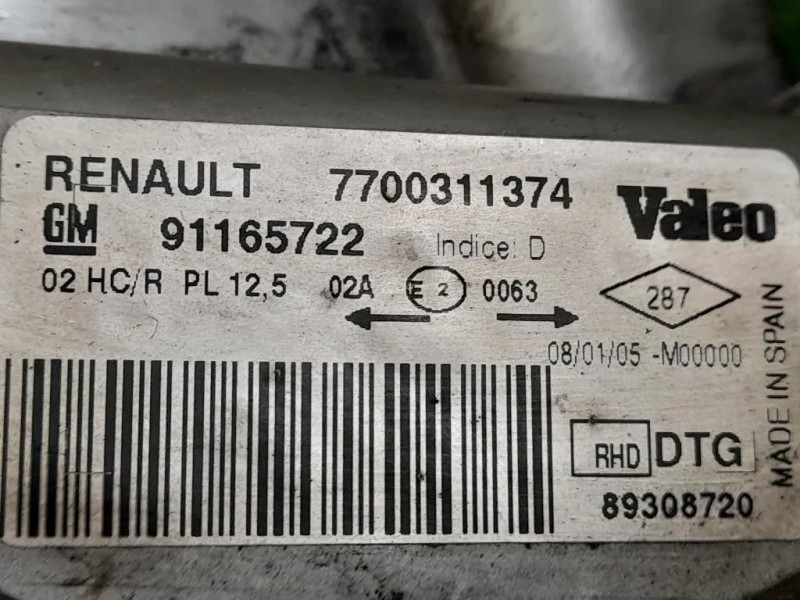 RENAULT 7700311374 Valeo
GM 91165722 Indice: D
02 HC/R PL 12,5 02A E 2 0063 287
08/01/05 -M00000
MADE IN SPAIN
RHD DTG
89308720